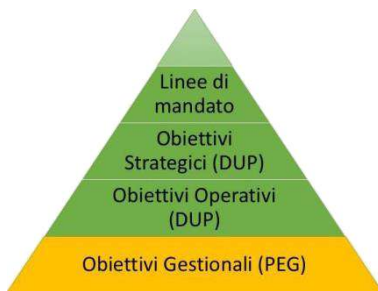 Linee di
mandato
Obiettivi
Strategici (DUP)
Obiettivi Operativi
(DUP)
Obiettivi Gestionali (PEG)